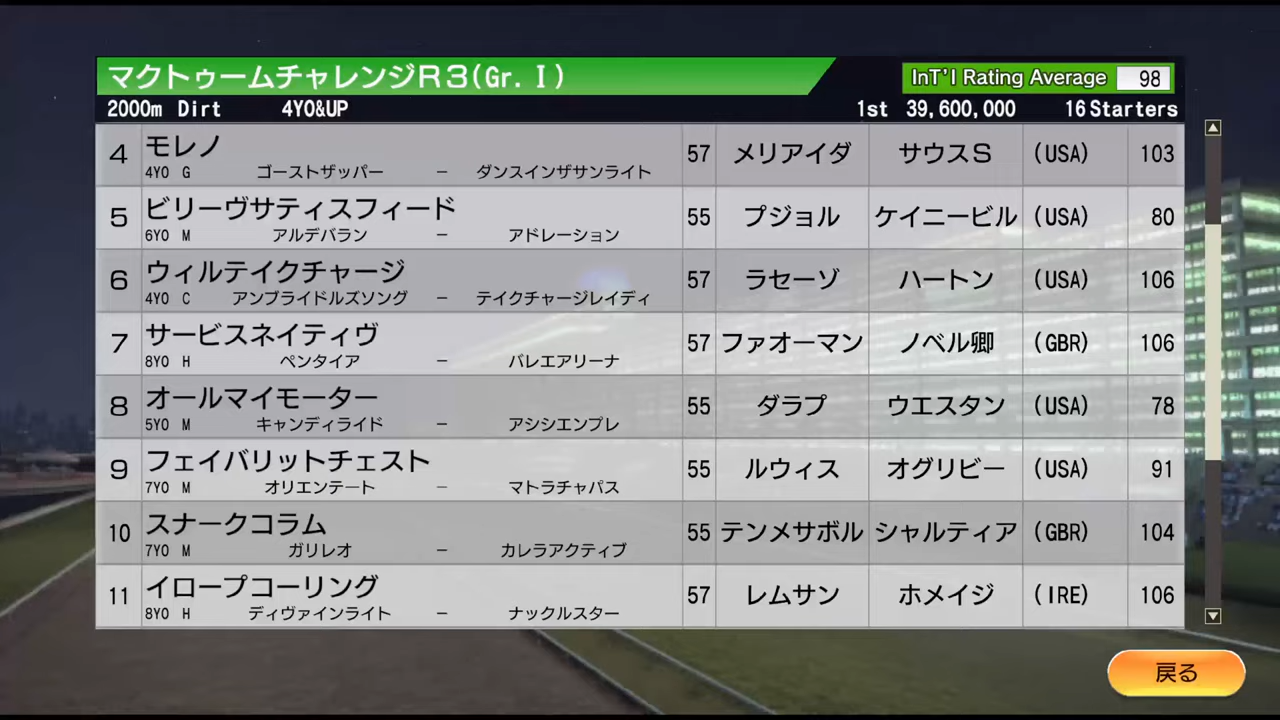 マクトゥームチャレンジR3(Gr.Ⅰ)
InT'l Rating Average 98
2000m Dirt 4YO&UP 1st 39,600,000 16Starters
4 モレノ 57 メリアイダ サウスS (USA) 103
4YO G ゴーストザッパー － ダンスインザサンライト
5 ビリーヴサティスフィード 55 プジョル ケイニービル (USA) 80
6YO M アルデバラン － アドレーション
6 ウィルテイクチャージ 57 ラセーゾ ハートン (USA) 106
4YO C アンブライドルズソング － テイクチャージレイディ
7 サービスネイティヴ 57 ファオーマン ノベル卿 (GBR) 106
8YO H ペンタイア － バレエアリーナ
8 オールマイモーター 55 ダラプ ウエスタン (USA) 78
5YO M キャンディライド － アシシエンプレ
9 フェイバリットチェスト 55 ルウィス オグリビー (USA) 91
7YO M オリエンテート － マトラチャパス
10 スナークコラム 55 テンメサボル シャルティア (GBR) 104
7YO M ガリレオ － カレラアクティブ
11 イロープコーリング 57 レムサン ホメイジ (IRE) 106
8YO H ディヴァインライト － ナックルスター
戻る